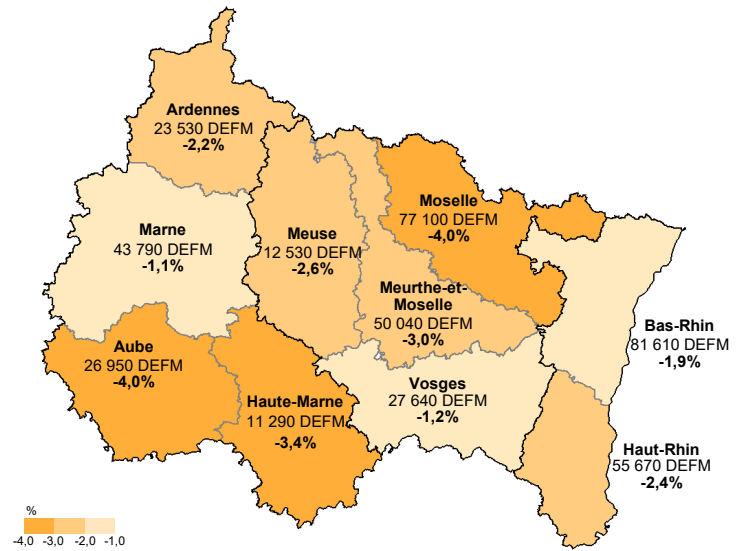 Ardennes
23 530 DEFM
-2,2%
Marne
43 790 DEFM
-1,1%
Meuse
12 530 DEFM
-2,6%
Moselle
77 100 DEFM
-4,0%
Meurthe-et-
Moselle
50 040 DEFM
-3,0%
Bas-Rhin
81 610 DEFM
-1,9%
Aube
26 950 DEFM
-4,0%
Haute-Marne
11 290 DEFM
-3,4%
Vosges
27 640 DEFM
-1,2%
Haut-Rhin
55 670 DEFM
-2,4%
%
-4,0 -3,0 -2,0 -1,0